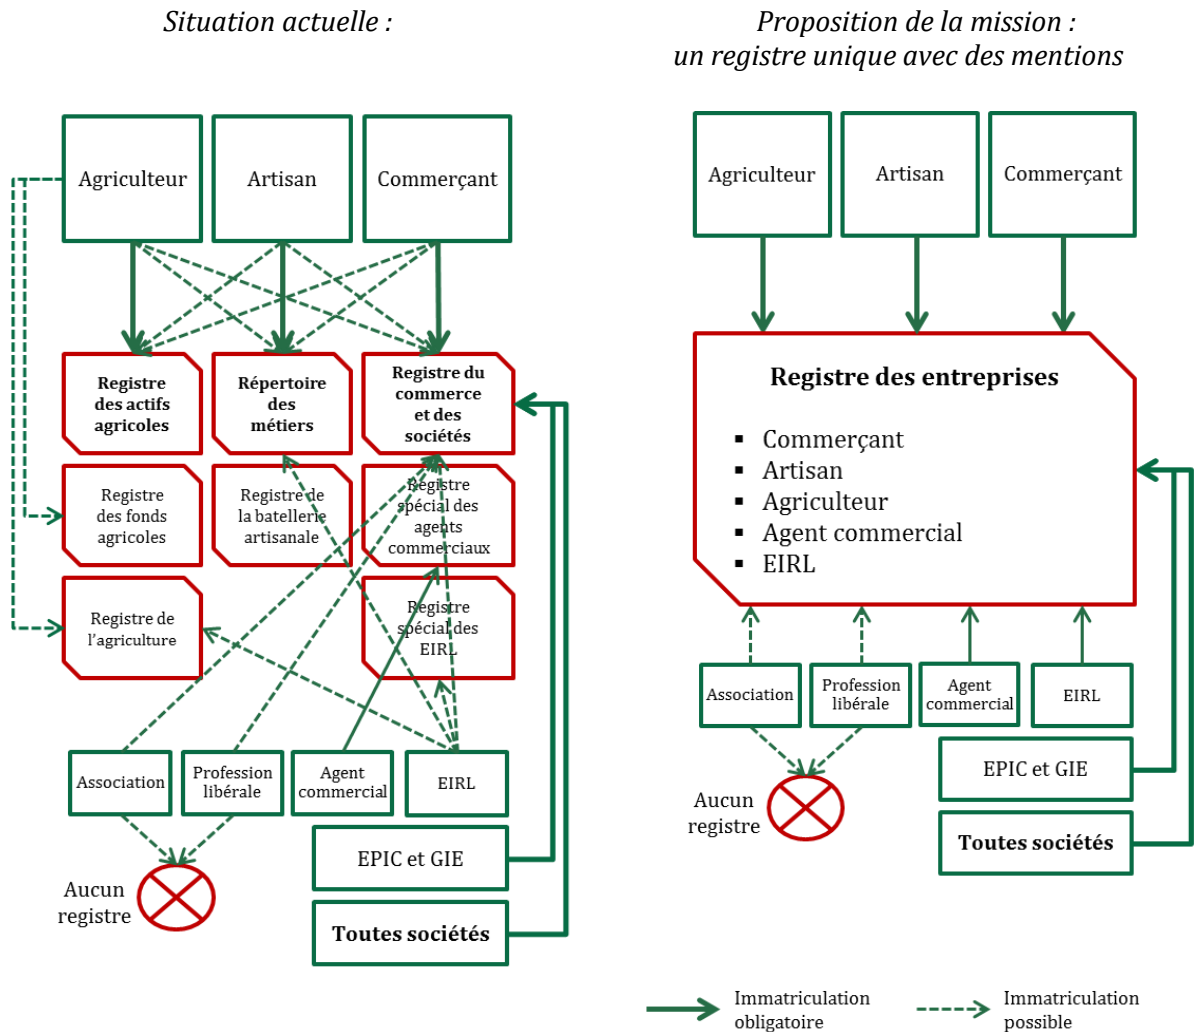 Situation actuelle :
Agriculteur
Artisan
Commerçant
Registre
des actifs
agricoles
Répertoire
des
métiers
Registre du
commerce
et des
sociétés
Registre
des fonds
agricoles
Registre de
la batellerie
artisanale
Registre
spécial des
agents
commerciaux
Registre de
l'agriculture
Registre
spécial des
EIRL
Association
Profession
libérale
Agent
commercial
EIRL
EPIC et GIE
Aucun
registre
Toutes sociétés
Proposition de la mission :
un registre unique avec des mentions
Agriculteur
Artisan
Commerçant
Registre des entreprises
▪ Commerçant
▪ Artisan
▪ Agriculteur
▪ Agent commercial
▪ EIRL
Association
Profession
libérale
Agent
commercial
EIRL
EPIC et GIE
Aucun
registre
Toutes sociétés
Immatriculation
obligatoire
Immatriculation
possible